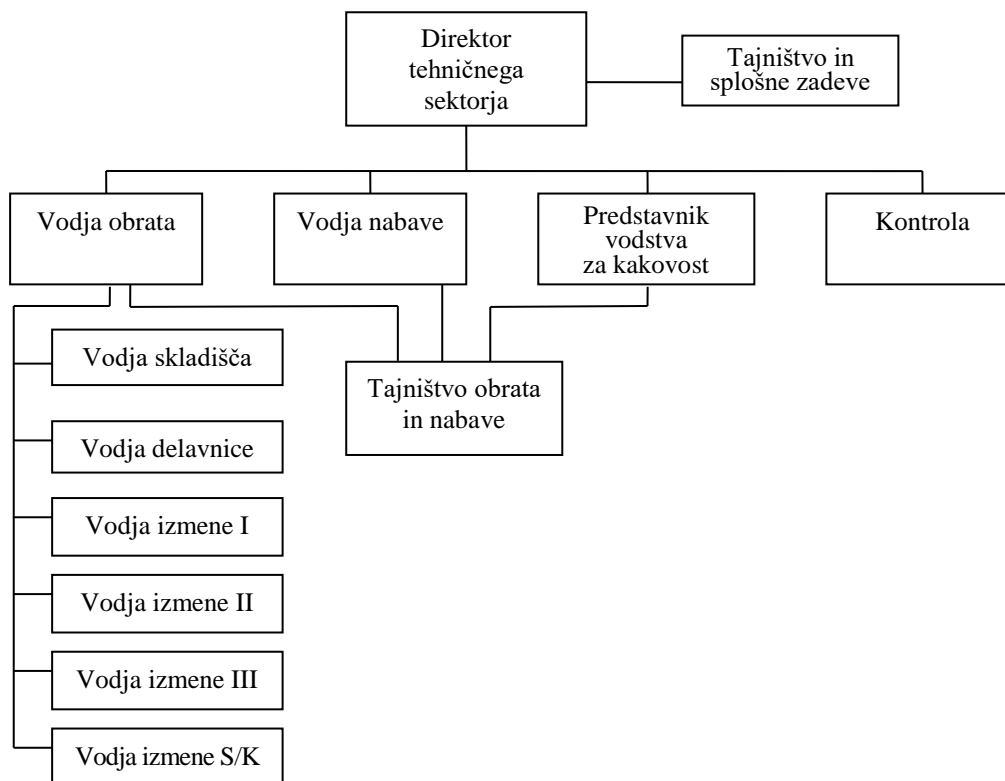 Direktor
tehničnega
sektorja
Tajništvo in
splošne zadeve
Vodja obrata
Vodja nabave
Predstavnik
vodstva
za kakovost
Kontrola
Vodja skladišča
Tajništvo obrata
in nabave
Vodja delavnice
Vodja izmene I
Vodja izmene II
Vodja izmene III
Vodja izmene S/K